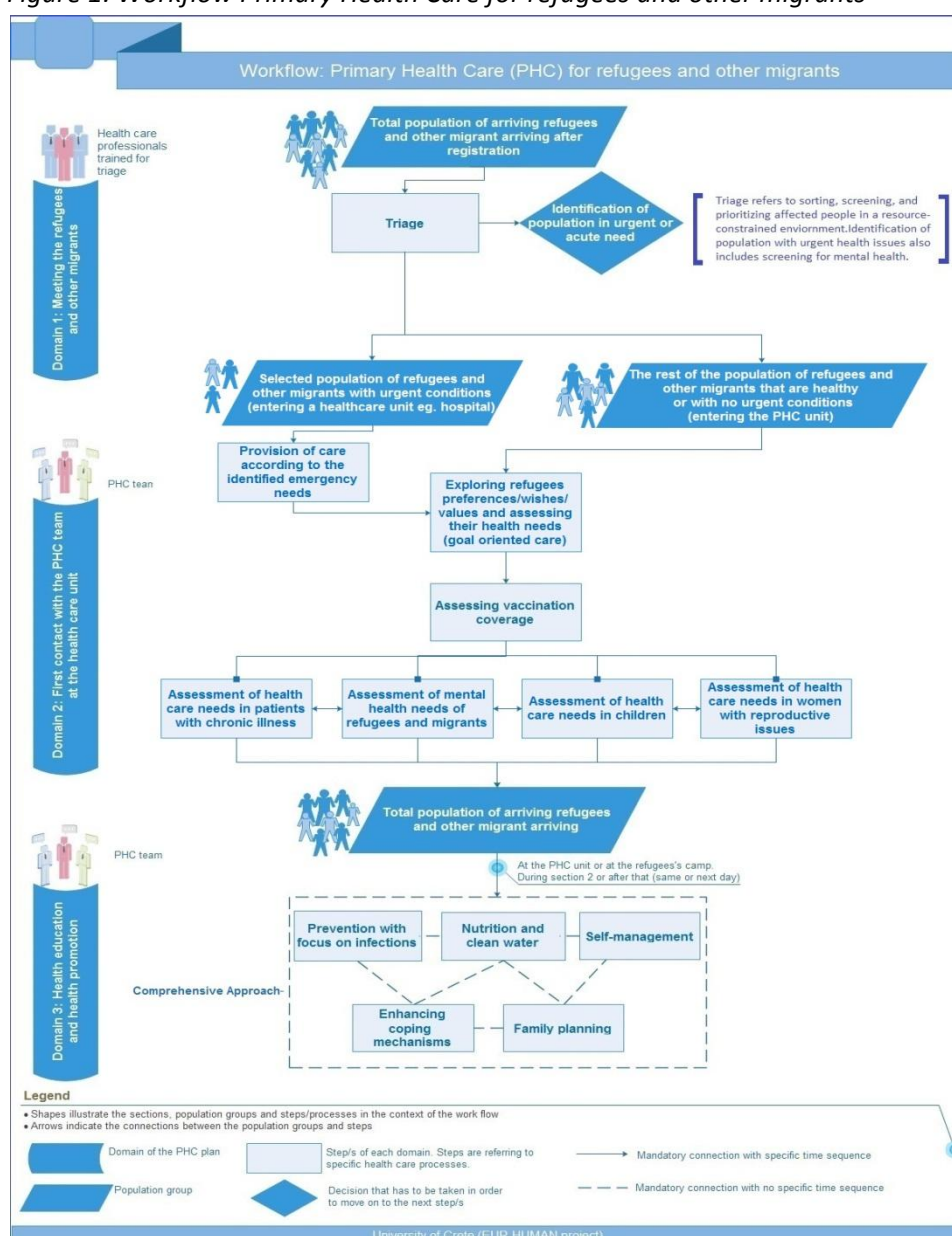 Figure 1: Workflow Primary Health Care for refugees and other migrants
Workflow: Primary Health Care (PHC) for refugees and other migrants
Health care
professionals
trained for
triage
Domain 1: Meeting the refugees
and other migrants
Total population of arriving refugees
and other migrant arriving after
registration
Triage
Identification of
population in urgent or
acute need
Triage refers to sorting, screening, and
prioritizing affected people in a resource-
constrained enviornment.Identification of
population with urgent health issues also
includes screening for mental health.
Selected population of refugees and
other migrants with urgent conditions
(entering a healthcare unit eg. hospital)
The rest of the population of refugees and
other migrants that are healthy
or with no urgent conditions
(entering the PHC unit)
PHC tean
Domain 2: First contact with the PHC team
at the health care unit
Provision of care
according to the
identified emergency
needs
Exploring refugees
preferences/wishes/
values and assessing
their health needs
(goal oriented care)
Assessing vaccination
coverage
Assessment of health
care needs in patients
with chronic illness
Assessment of mental
health needs of
refugees and migrants
Assessment of health
care needs in children
Assessment of health
care needs in women
with reproductive
issues
PHC team
Domain 3: Health education
and health promotion
Total population of arriving refugees
and other migrant arriving
At the PHC unit or at the refugees's camp.
During section 2 or after that (same or next day)
Comprehensive Approach
Prevention with
focus on infections
Nutrition and
clean water
Self-management
Enhancing
coping
mechanisms
Family planning
Legend
• Shapes illustrate the sections, population groups and steps/processes in the context of the work flow
• Arrows indicate the connections between the population groups and steps
Domain of the PHC plan
Step/s of each domain. Steps are referring to
specific health care processes.
Mandatory connection with specific time sequence
Population group
Decision that has to be taken in order
to move on to the next step/s
Mandatory connection with no specific time sequence
University of Crete (EUR-HUMAN project)